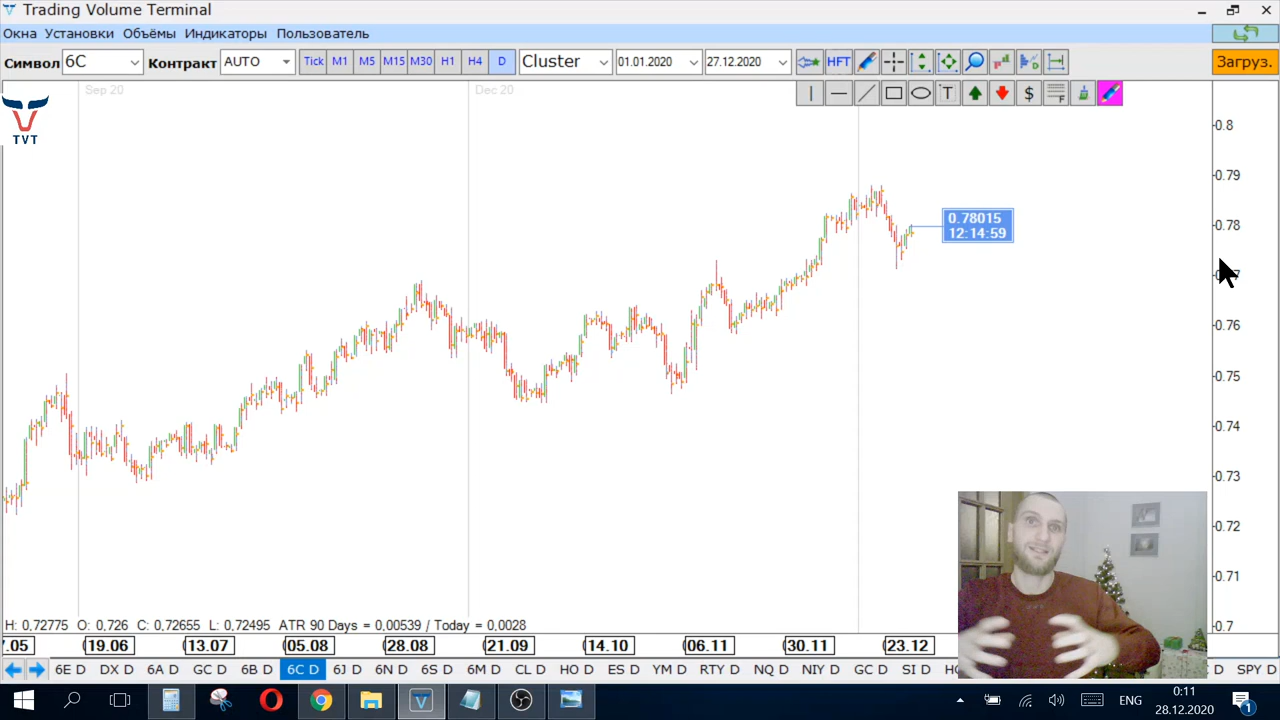 Trading Volume Terminal
Окна Установки Объёмы Индикаторы Пользователь
Символ 6C Контракт AUTO Tick M1 M5 M15 M30 H1 H4 D Cluster 01.01.2020 27.12.2020 HFT Загруз.
T $ F
Sep 20 Dec 20
TVT
0.8
0.79
0.78015
12:14:59
0.78
0.76
0.75
0.74
0.73
0.72
0.71
0.7
H: 0,72775 O: 0,726 C: 0,72655 L: 0,72495 ATR 90 Days = 0,00539 / Today = 0,0028
19.06 13.07 05.08 28.08 21.09 14.10 06.11 30.11 23.12
6E D DX D 6A D GC D 6B D 6C D 6J D 6N D 6S D 6M D CL D HO D ES D YM D RTY D NQ D NIY D GC D SI D SPY D
ENG
0:11
28.12.2020
1